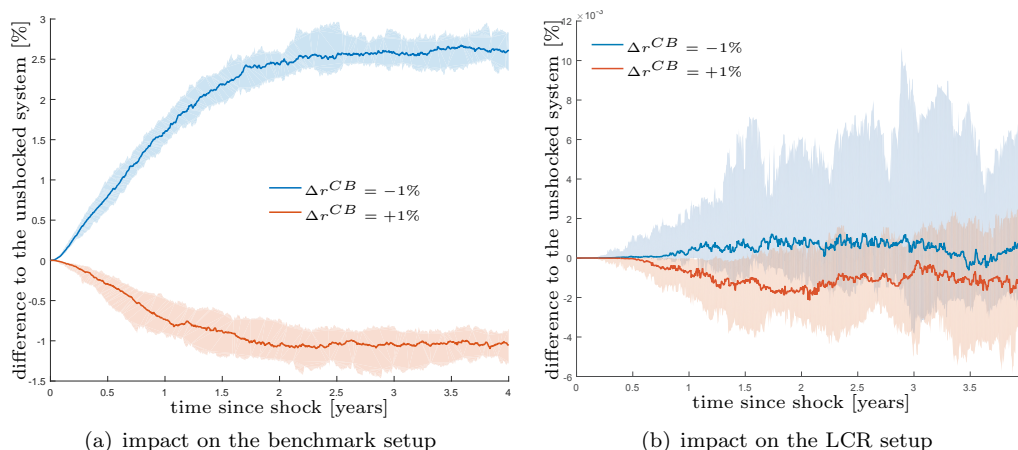 difference to the unshocked system [%]
3
2.5
2
1.5
1
0.5
0
-0.5
-1
-1.5
Δr^CB = −1%
Δr^CB = +1%
0 0.5 1 1.5 2 2.5 3 3.5 4
time since shock [years]
(a) impact on the benchmark setup
difference to the unshocked system [%]
×10⁻³
12
10
8
6
4
2
0
-2
-4
-6
Δr^CB = −1%
Δr^CB = +1%
0 0.5 1 1.5 2 2.5 3 3.5
time since shock [years]
(b) impact on the LCR setup